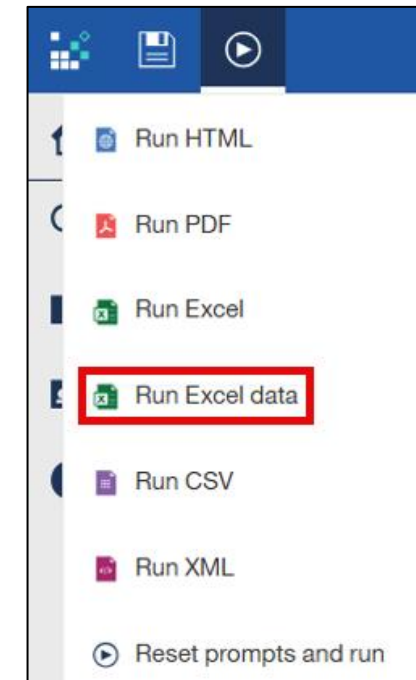 Run HTML
Run PDF
Run Excel
Run Excel data
Run CSV
Run XML
Reset prompts and run